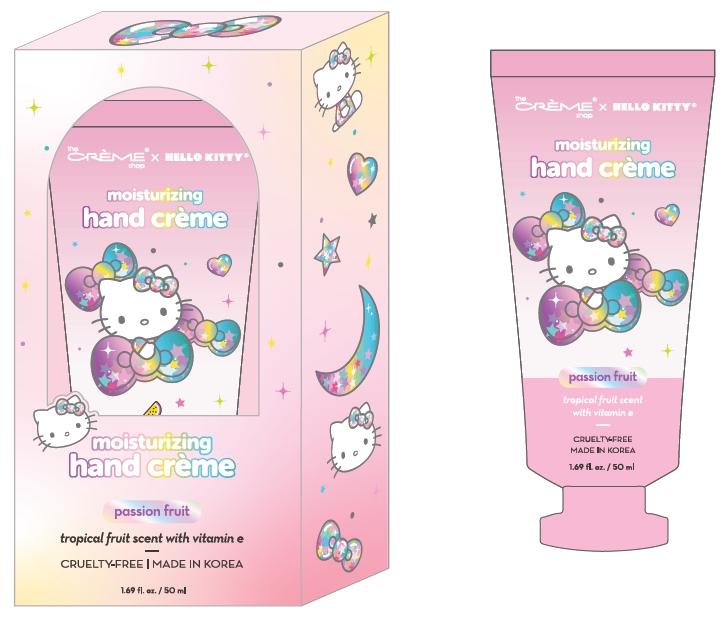 the CRÈME shop® x HELLO KITTY®
moisturizing
hand crème
moisturizing
hand crème
passion fruit
tropical fruit scent with vitamin e
CRUELTY-FREE | MADE IN KOREA
1.69 fl. oz. / 50 ml
the CRÈME shop® x HELLO KITTY®
moisturizing
hand crème
passion fruit
tropical fruit scent
with vitamin e
CRUELTY-FREE
MADE IN KOREA
1.69 fl. oz. / 50 ml